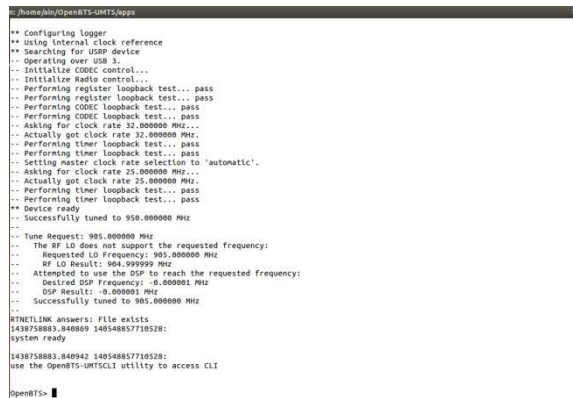 n: /home/ain/OpenBTS-UMTS/apps
** Configuring logger
** Using internal clock reference
** Searching for USRP device
-- Operating over USB 3.
-- Initialize CODEC control...
-- Initialize Radio control...
-- Performing register loopback test... pass
-- Performing register loopback test... pass
-- Performing CODEC loopback test... pass
-- Performing CODEC loopback test... pass
-- Asking for clock rate 32.000000 MHz...
-- Actually got clock rate 32.000000 MHz.
-- Performing timer loopback test... pass
-- Performing timer loopback test... pass
-- Setting master clock rate selection to 'automatic'.
-- Asking for clock rate 25.000000 MHz...
-- Actually got clock rate 25.000000 MHz.
-- Performing timer loopback test... pass
-- Performing timer loopback test... pass
** Device ready
-- Successfully tuned to 950.000000 MHz
--
-- Tune Request: 905.000000 MHz
-- The RF LO does not support the requested frequency:
-- Requested LO Frequency: 905.000000 MHz
-- RF LO Result: 904.999999 MHz
-- Attempted to use the DSP to reach the requested frequency:
-- Desired DSP Frequency: -0.000001 MHz
-- DSP Result: -0.000001 MHz
-- Successfully tuned to 905.000000 MHz
--
RTNETLINK answers: File exists
1438758883.840869 140548857710528:
system ready
1438758883.840942 140548857710528:
use the OpenBTS-UMTSCLI utility to access CLI
OpenBTS>